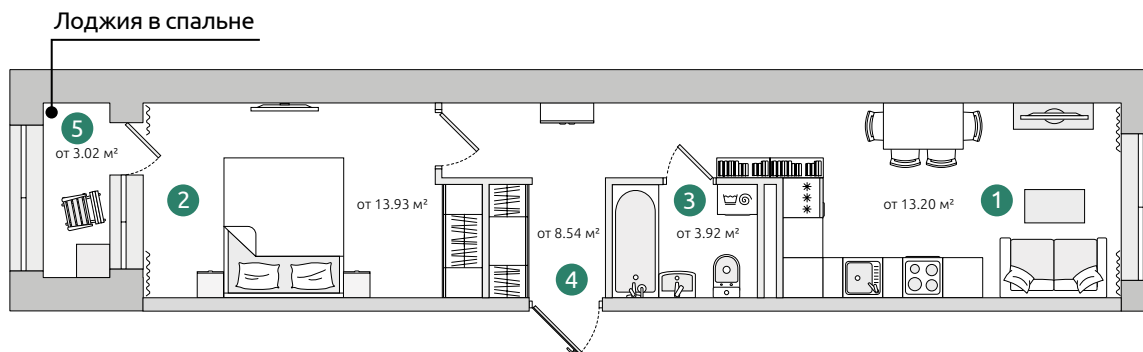 Лоджия в спальне
5
от 3.02 м²
2
от 13.93 м²
от 8.54 м²
4
3
от 3.92 м²
от 13.20 м²
1